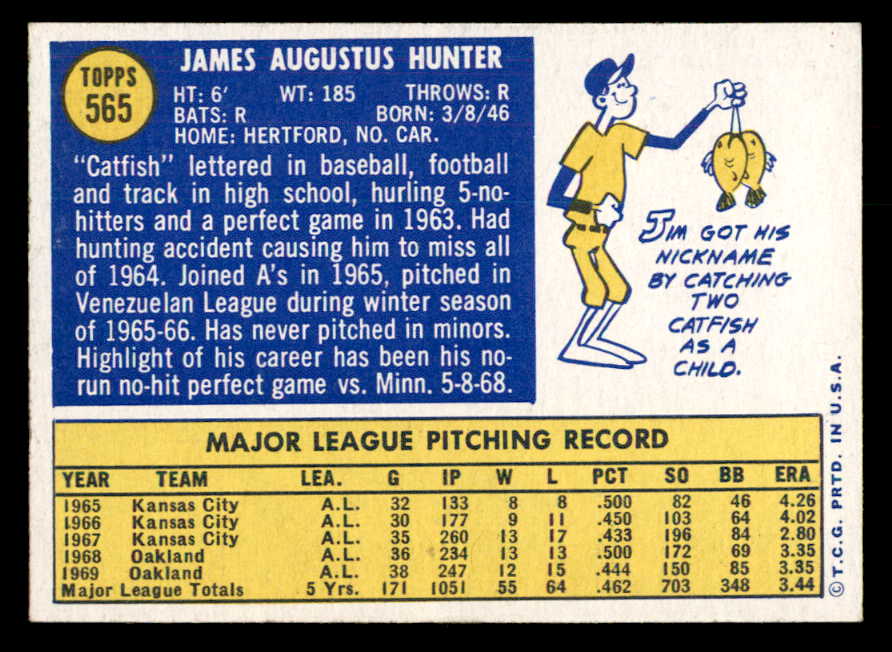 TOPPS
565
JAMES AUGUSTUS HUNTER
HT: 6' WT: 185 THROWS: R
BATS: R BORN: 3/8/46
HOME: HERTFORD, NO. CAR.
"Catfish" lettered in baseball, football
and track in high school, hurling 5-no-
hitters and a perfect game in 1963. Had
hunting accident causing him to miss all
of 1964. Joined A's in 1965, pitched in
Venezuelan League during winter season
of 1965-66. Has never pitched in minors.
Highlight of his career has been his no-
run no-hit perfect game vs. Minn. 5-8-68.
JIM GOT HIS
NICKNAME
BY CATCHING
TWO
CATFISH
AS A
CHILD.
MAJOR LEAGUE PITCHING RECORD
YEAR TEAM LEA. G IP W L PCT SO BB ERA
1965 Kansas City A.L. 32 133 8 8 .500 82 46 4.26
1966 Kansas City A.L. 30 177 9 11 .450 103 64 4.02
1967 Kansas City A.L. 35 260 13 17 .433 196 84 2.80
1968 Oakland A.L. 36 234 13 13 .500 172 69 3.35
1969 Oakland A.L. 38 247 12 15 .444 150 85 3.35
Major League Totals 5 Yrs. 171 1051 55 64 .462 703 348 3.44
©T.C.G. PRTD. IN U.S.A.